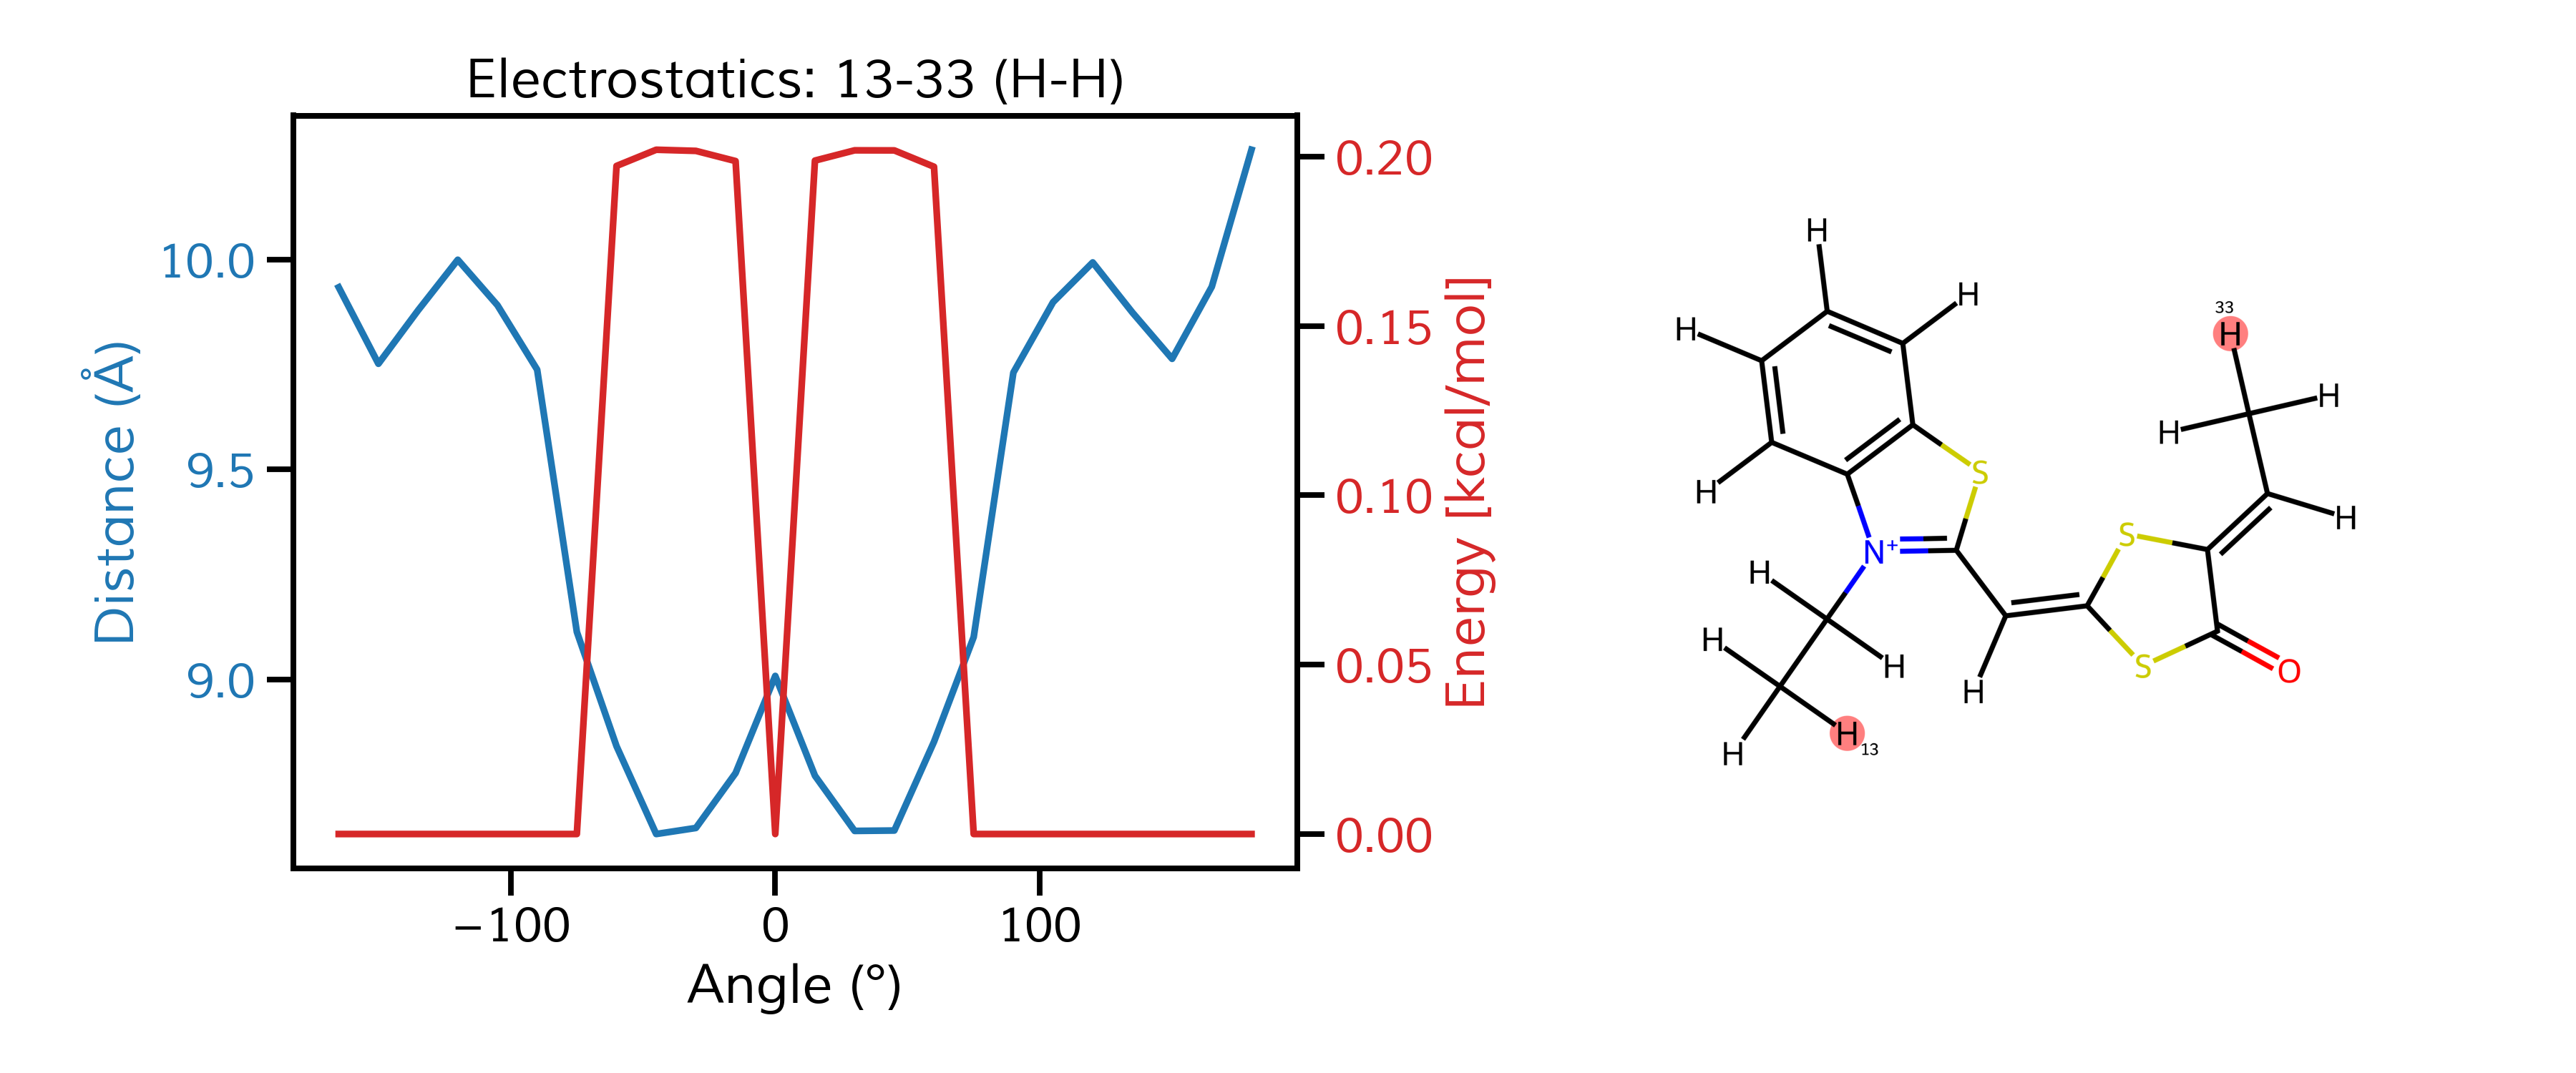 Electrostatics: 13-33 (H-H)
Distance (Å)
10.0
9.5
9.0
0.20
0.15
0.10
0.05
0.00
Energy [kcal/mol]
−100 0 100
Angle (°)
H
H
H
33
H
H
H
H
S
H
H
S
N+
H
H
H
S
O
H
H
H 13
H